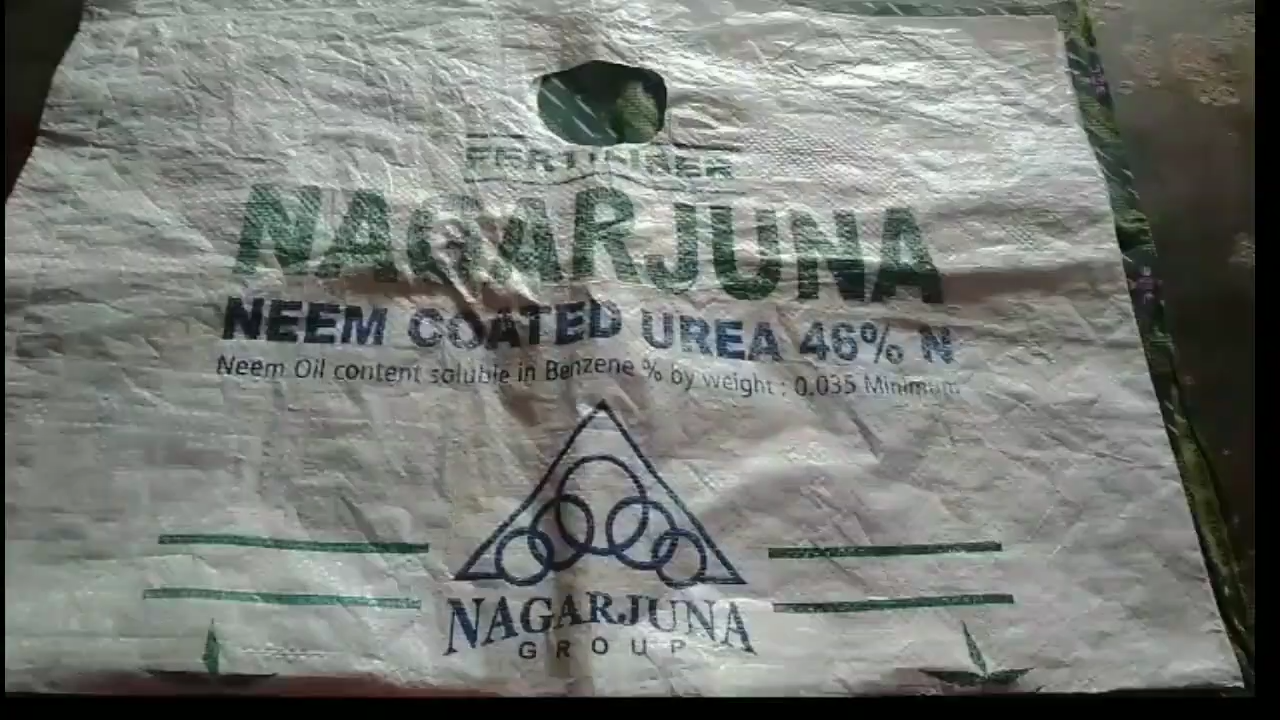 FERTILISER
NAGARJUNA
NEEM COATED UREA 46% N
Neem Oil content soluble in Benzene % by weight : 0.035 Minimum
NAGARJUNA
GROUP